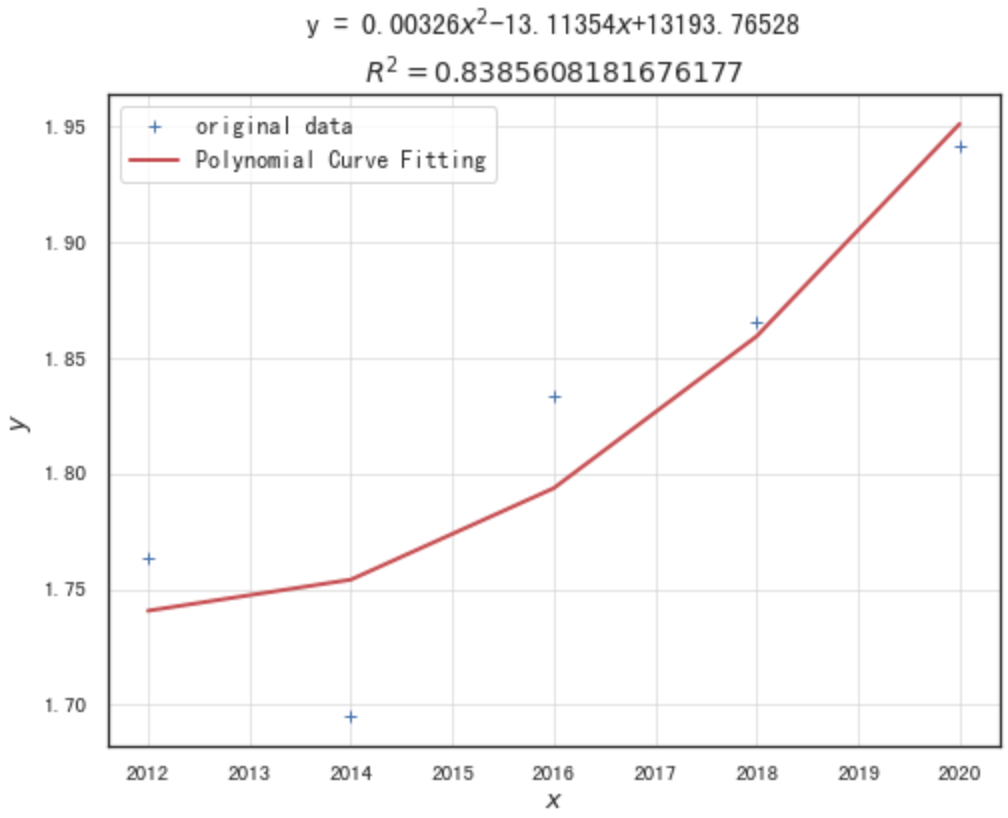 y = 0.00326x²-13.11354x+13193.76528
R² = 0.8385608181676177
original data
Polynomial Curve Fitting
1.95
1.90
1.85
1.80
1.75
1.70
y
2012 2013 2014 2015 2016 2017 2018 2019 2020
x